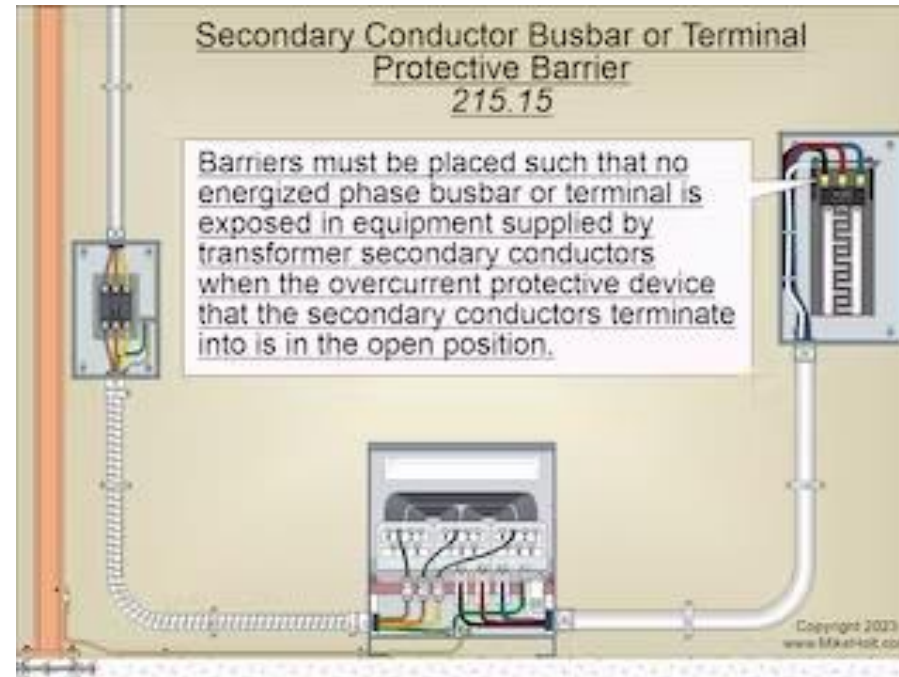 Secondary Conductor Busbar or Terminal
Protective Barrier
215.15
Barriers must be placed such that no
energized phase busbar or terminal is
exposed in equipment supplied by
transformer secondary conductors
when the overcurrent protective device
that the secondary conductors terminate
into is in the open position.
Copyright 2023
www.MikeHolt.co